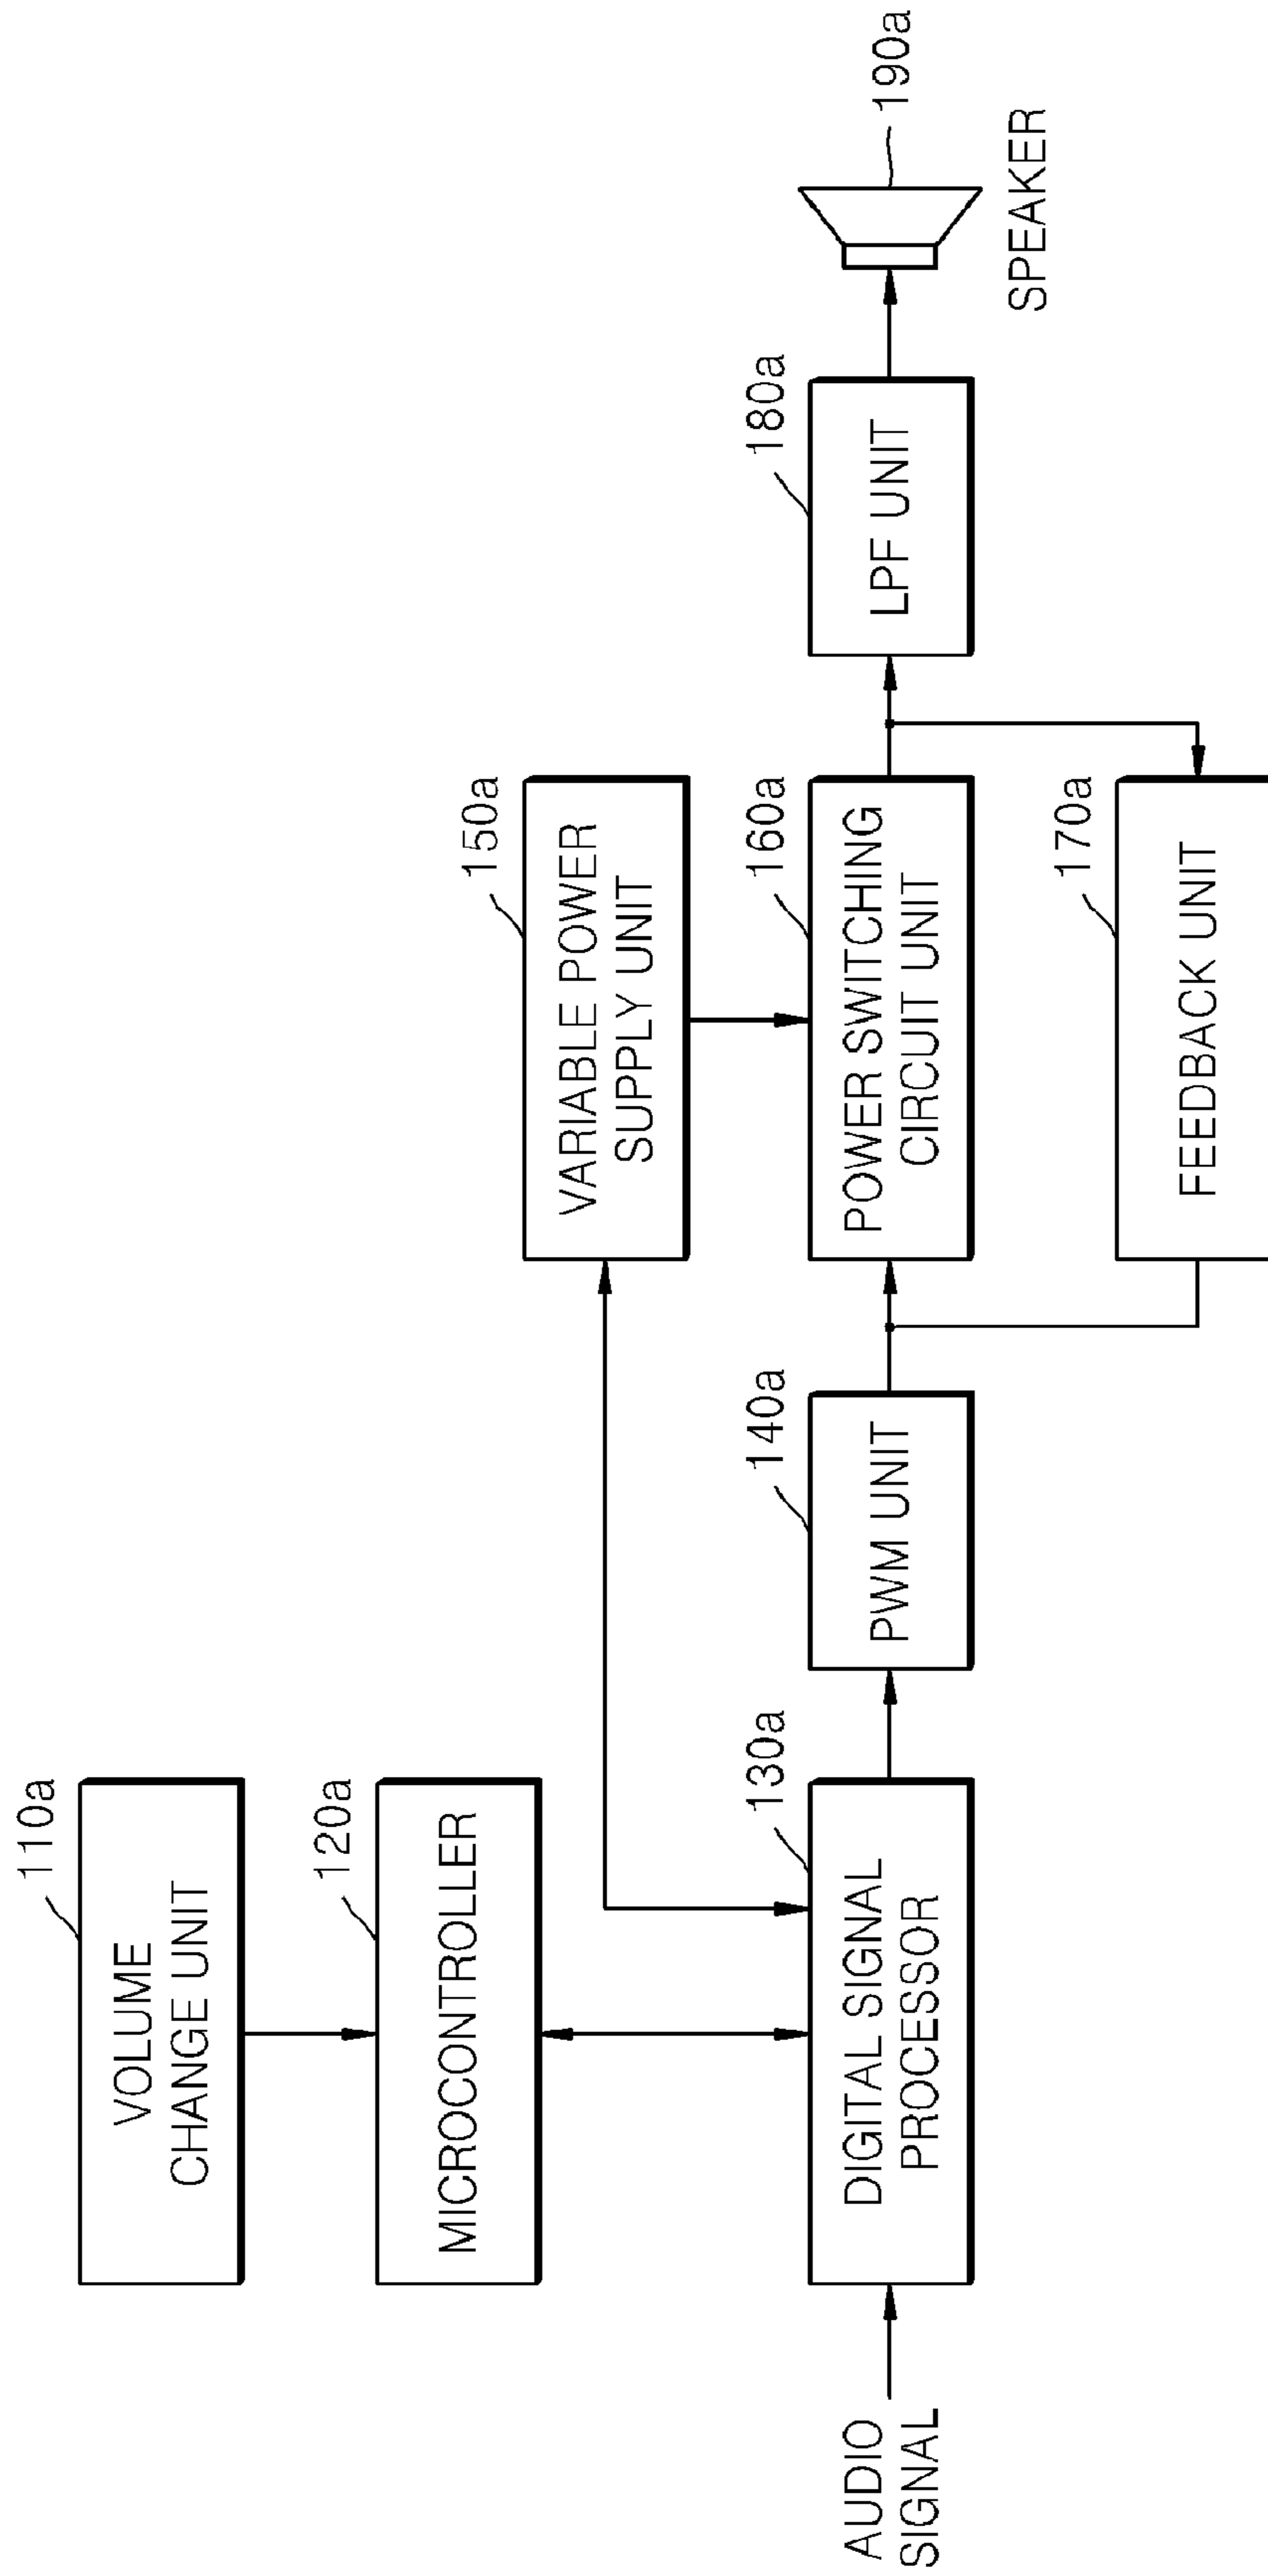 110a
VOLUME
CHANGE UNIT
120a
MICROCONTROLLER
150a
VARIABLE POWER
SUPPLY UNIT
130a
DIGITAL SIGNAL
PROCESSOR
140a
PWM UNIT
160a
POWER SWITCHING
CIRCUIT UNIT
180a
LPF UNIT
190a
AUDIO
SIGNAL
SPEAKER
170a
FEEDBACK UNIT